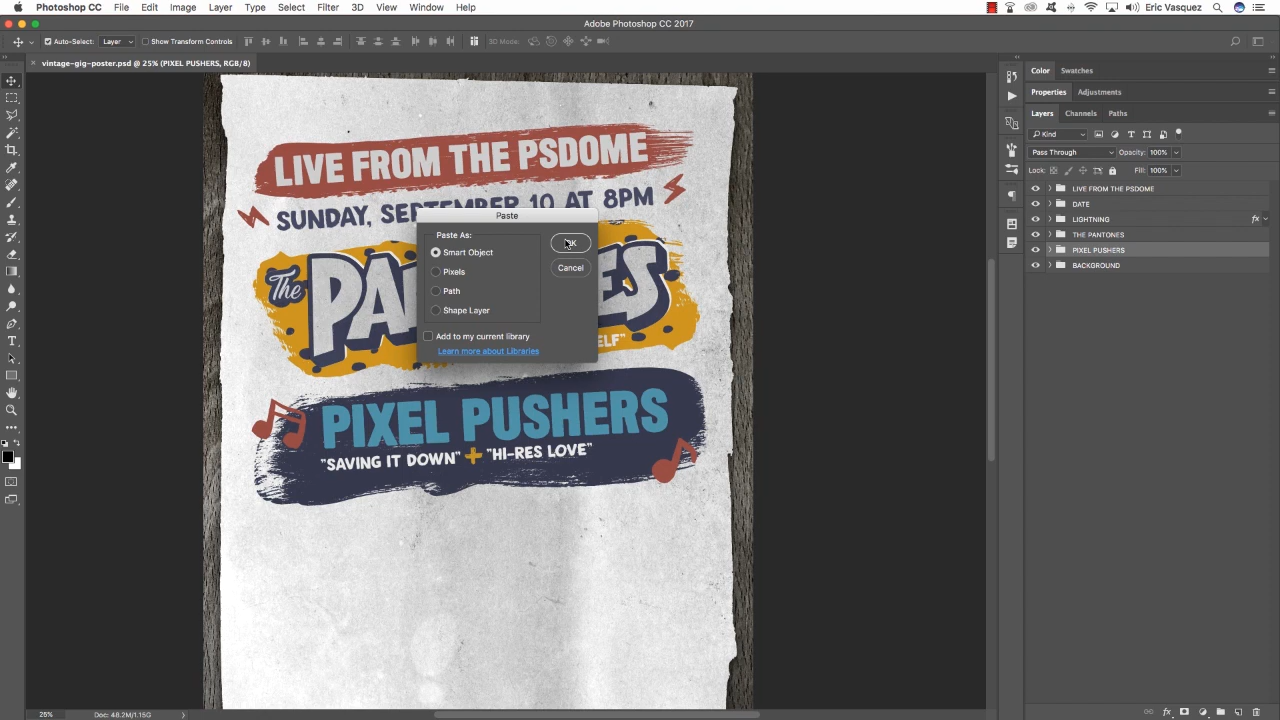 Photoshop CC File Edit Image Layer Type Select Filter 3D View Window Help Eric Vasquez
Adobe Photoshop CC 2017
Auto-Select: Layer Show Transform Controls 3D Mode:
vintage-gig-poster.psd @ 25% (PIXEL PUSHERS, RGB/8)
Color Swatches
Properties Adjustments
Layers Channels Paths
Kind
Pass Through Opacity: 100%
Lock: Fill: 100%
LIVE FROM THE PSDOME
DATE
LIGHTNING fx
THE PANTONES
PIXEL PUSHERS
BACKGROUND
LIVE FROM THE PSDOME
SUNDAY, SEPTEMBER 10 AT 8PM
The
Paste
Paste As:
Smart Object
Pixels
Path
Shape Layer
OK
Cancel
Add to my current library
Learn more about Libraries
PIXEL PUSHERS
"SAVING IT DOWN" + "HI-RES LOVE"
25% Doc: 48.2M/1.15G